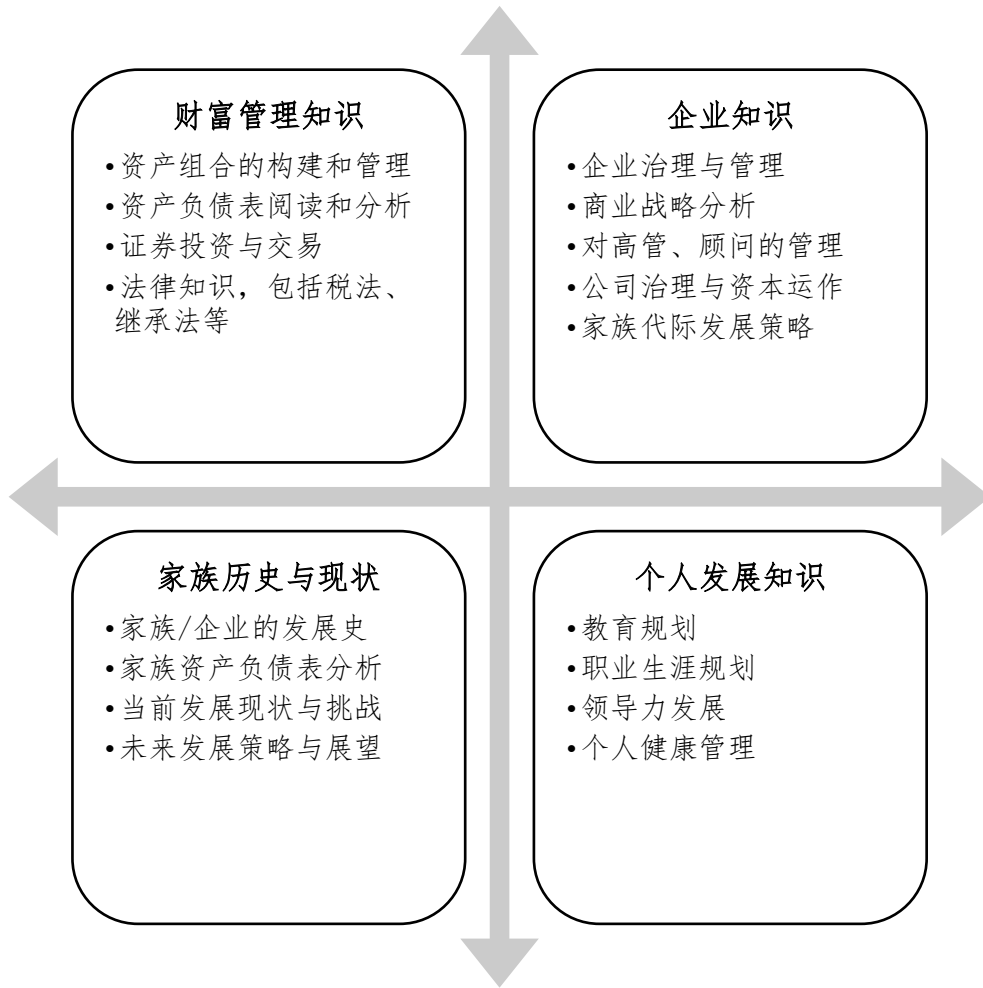 财富管理知识
•资产组合的构建和管理
•资产负债表阅读和分析
•证券投资与交易
•法律知识，包括税法、
继承法等
企业知识
•企业治理与管理
•商业战略分析
•对高管、顾问的管理
•公司治理与资本运作
•家族代际发展策略
家族历史与现状
•家族/企业的发展史
•家族资产负债表分析
•当前发展现状与挑战
•未来发展策略与展望
个人发展知识
•教育规划
•职业生涯规划
•领导力发展
•个人健康管理